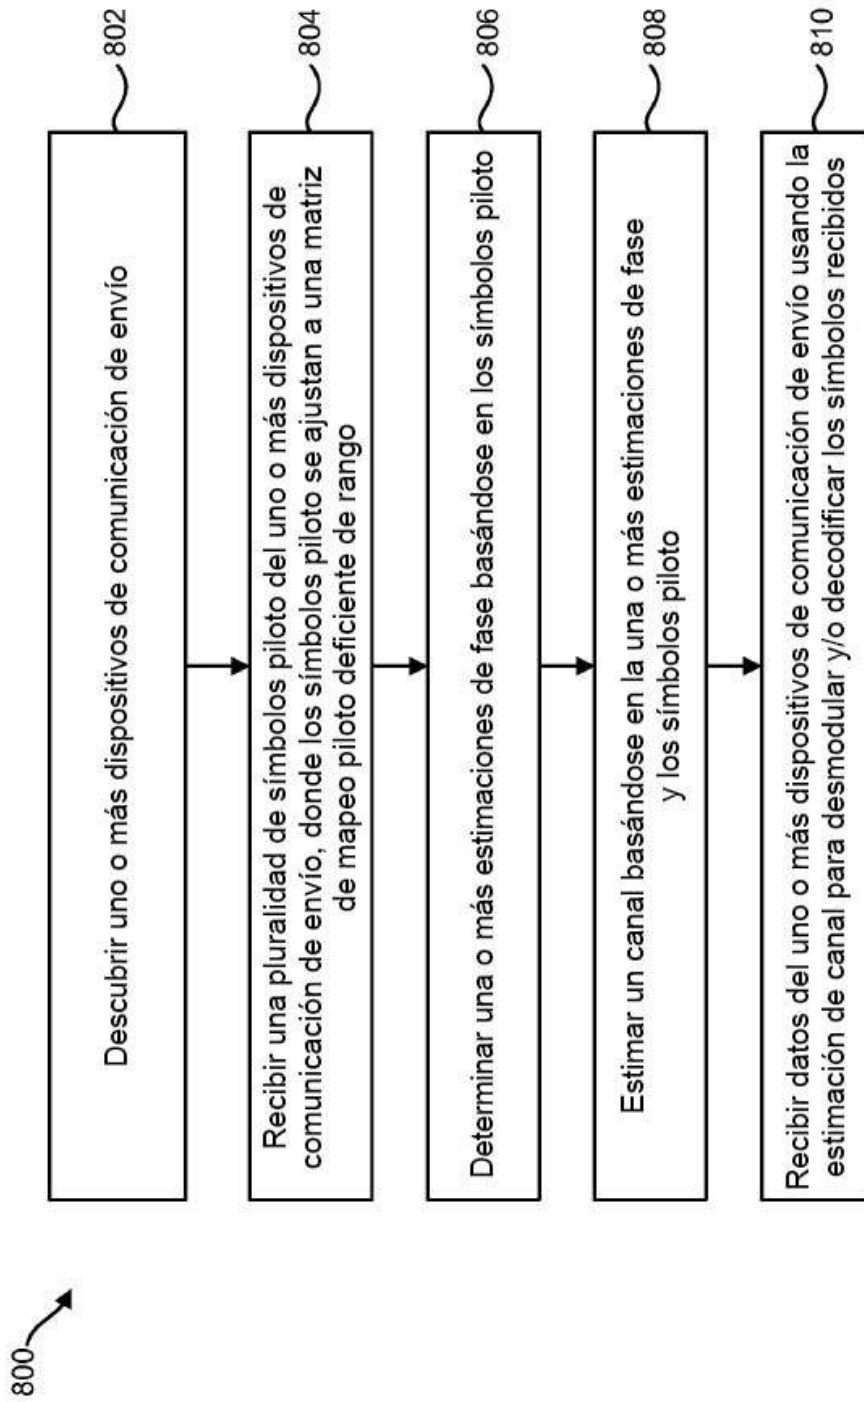 800
Descubrir uno o más dispositivos de comunicación de envío
802
Recibir una pluralidad de símbolos piloto del uno o más dispositivos de
comunicación de envío, donde los símbolos piloto se ajustan a una matriz
de mapeo piloto deficiente de rango
804
Determinar una o más estimaciones de fase basándose en los símbolos piloto
806
Estimar un canal basándose en la una o más estimaciones de fase
y los símbolos piloto
808
Recibir datos del uno o más dispositivos de comunicación de envío usando la
estimación de canal para desmodular y/o decodificar los símbolos recibidos
810